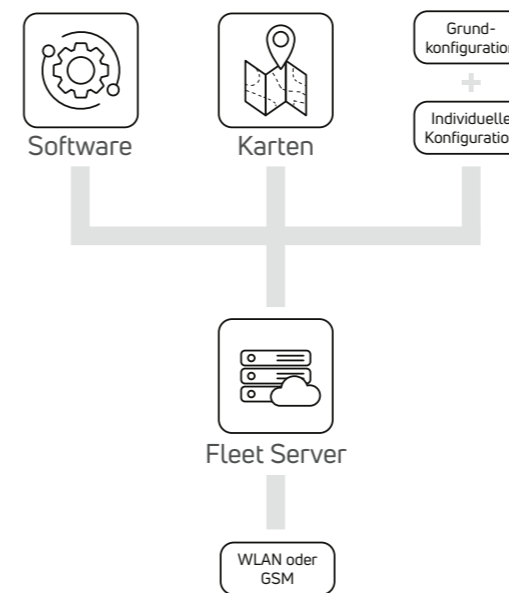 Grund-
konfiguration
Individuelle
Konfiguration
Software
Karten
Fleet Server
WLAN oder
GSM